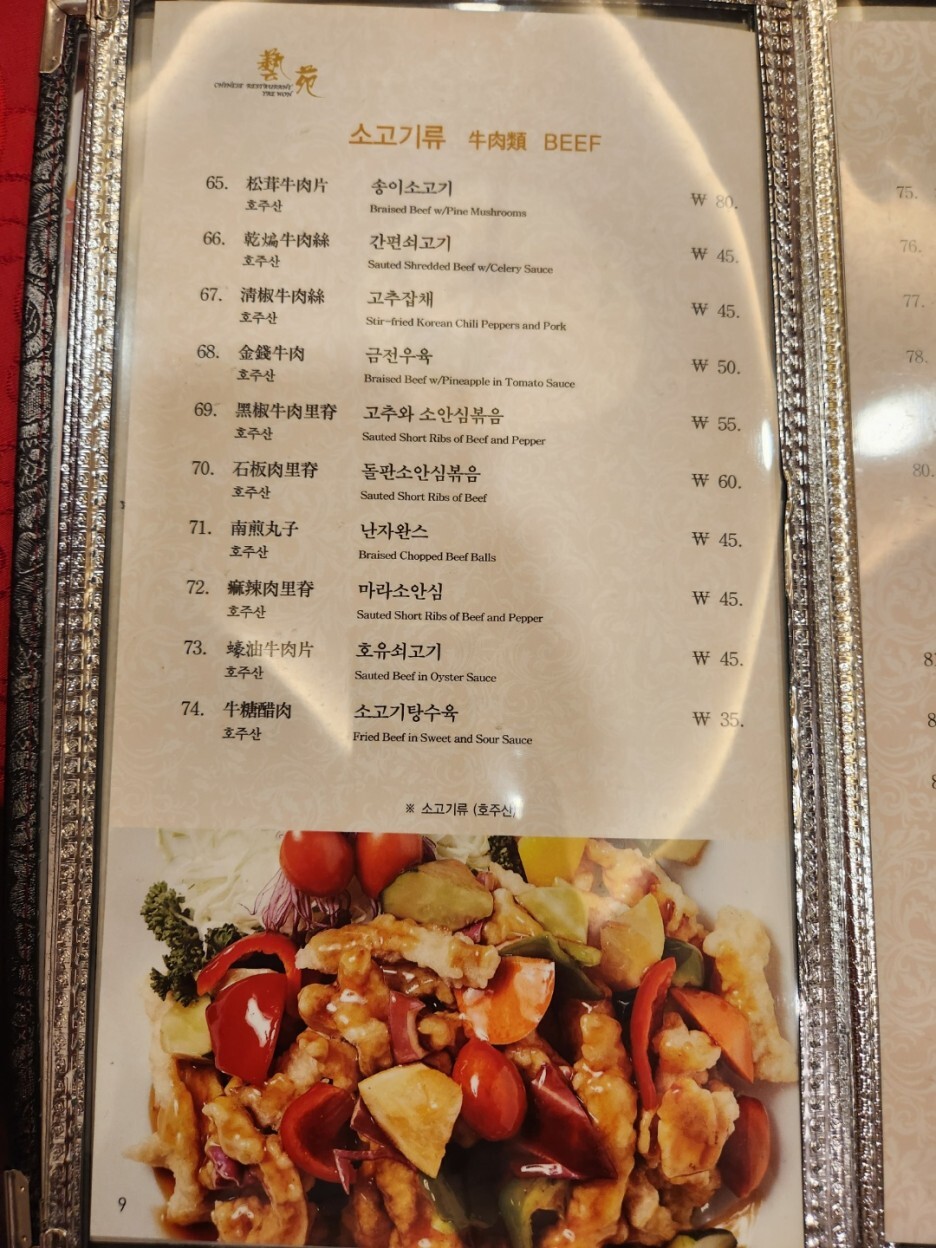 藝苑
CHINESE RESTAURANT
YAE WON
소고기류 牛肉類 BEEF
65. 松茸牛肉片 송이소고기 ₩ 80.
호주산 Braised Beef w/Pine Mushrooms
66. 乾煸牛肉絲 간편쇠고기 ₩ 45.
호주산 Sauted Shredded Beef w/Celery Sauce
67. 淸椒牛肉絲 고추잡채 ₩ 45.
호주산 Stir-fried Korean Chili Peppers and Pork
68. 金錢牛肉 금전우육 ₩ 50.
호주산 Braised Beef w/Pineapple in Tomato Sauce
69. 黑椒牛肉里脊 고추와 소안심볶음 ₩ 55.
호주산 Sauted Short Ribs of Beef and Pepper
70. 石板肉里脊 돌판소안심볶음 ₩ 60.
호주산 Sauted Short Ribs of Beef
71. 南煎丸子 난자완스 ₩ 45.
호주산 Braised Chopped Beef Balls
72. 痲辣肉里脊 마라소안심 ₩ 45.
호주산 Sauted Short Ribs of Beef and Pepper
73. 蠔油牛肉片 호유쇠고기 ₩ 45.
호주산 Sauted Beef in Oyster Sauce
74. 牛糖醋肉 소고기탕수육 ₩ 35.
호주산 Fried Beef in Sweet and Sour Sauce
※ 소고기류 (호주산)
9
75.
76.
77.
78.
80.